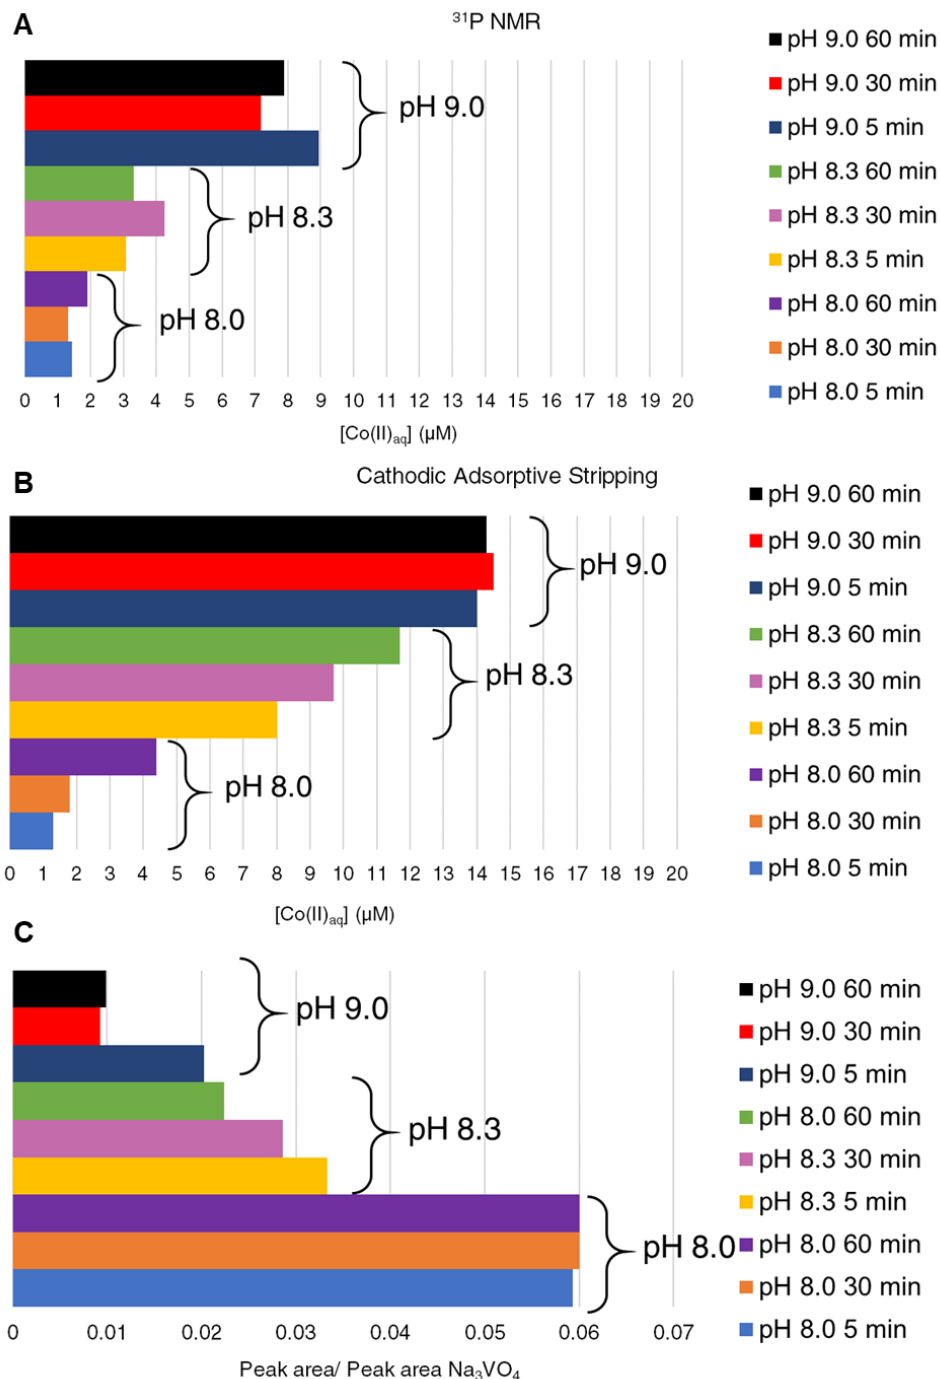 A
³¹P NMR
pH 9.0
pH 8.3
pH 8.0
0 1 2 3 4 5 6 7 8 9 10 11 12 13 14 15 16 17 18 19 20
[Co(II)aq] (µM)
pH 9.0 60 min
pH 9.0 30 min
pH 9.0 5 min
pH 8.3 60 min
pH 8.3 30 min
pH 8.3 5 min
pH 8.0 60 min
pH 8.0 30 min
pH 8.0 5 min
B
Cathodic Adsorptive Stripping
pH 9.0
pH 8.3
pH 8.0
0 1 2 3 4 5 6 7 8 9 10 11 12 13 14 15 16 17 18 19 20
[Co(II)aq] (µM)
pH 9.0 60 min
pH 9.0 30 min
pH 9.0 5 min
pH 8.3 60 min
pH 8.3 30 min
pH 8.3 5 min
pH 8.0 60 min
pH 8.0 30 min
pH 8.0 5 min
C
pH 9.0
pH 8.3
pH 8.0
0 0.01 0.02 0.03 0.04 0.05 0.06 0.07
Peak area/ Peak area Na₃VO₄
pH 9.0 60 min
pH 9.0 30 min
pH 9.0 5 min
pH 8.0 60 min
pH 8.3 30 min
pH 8.3 5 min
pH 8.0 60 min
pH 8.0 30 min
pH 8.0 5 min